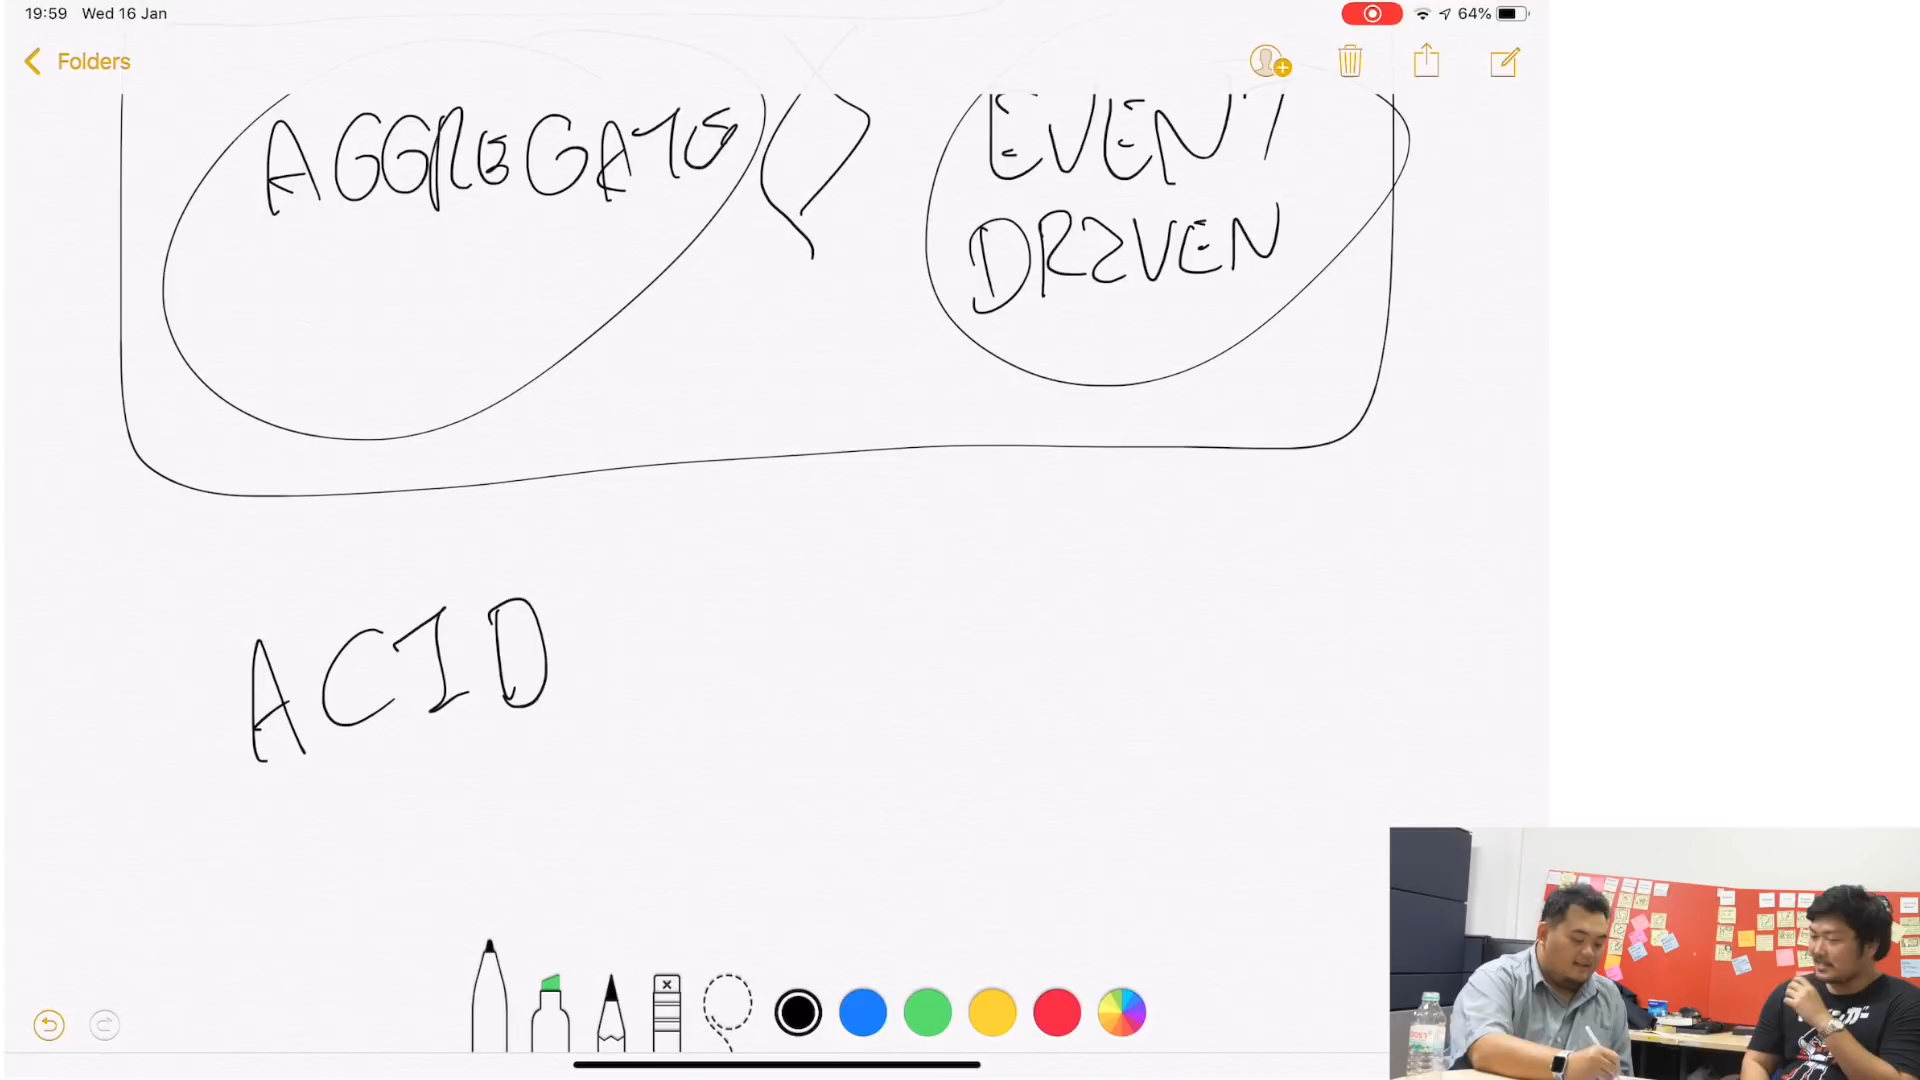 19:59 Wed 16 Jan
64%
Folders
AGGREGATE
EVENT
DRIVEN
ACID